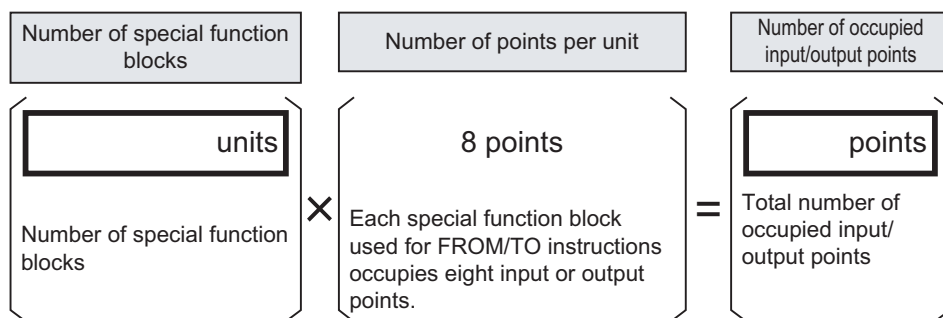 Number of special function
blocks
Number of points per unit
Number of occupied
input/output points
units
Number of special function
blocks
×
8 points
Each special function block
used for FROM/TO instructions
occupies eight input or output
points.
=
points
Total number of
occupied input/
output points